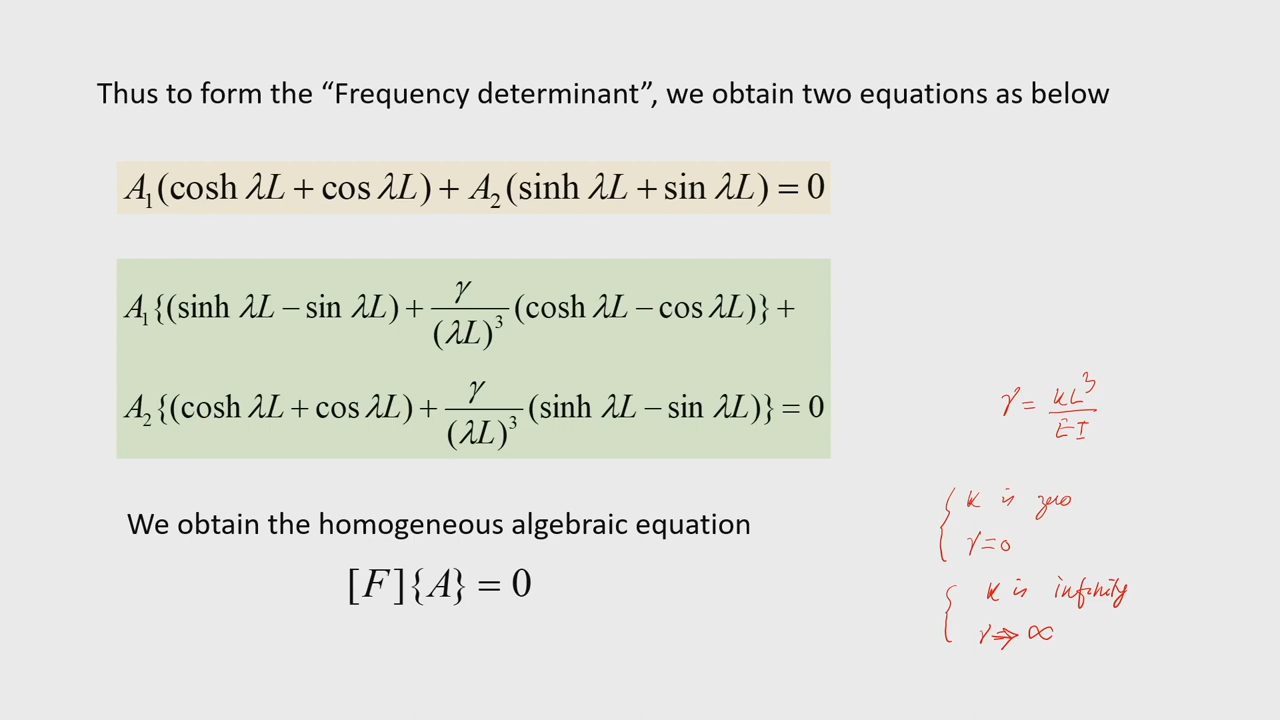 Thus to form the “Frequency determinant”, we obtain two equations as below
A₁(cosh λL + cos λL) + A₂(sinh λL + sin λL) = 0
A₁{(sinh λL − sin λL) + γ/(λL)³ (cosh λL − cos λL)} +
A₂{(cosh λL + cos λL) + γ/(λL)³ (sinh λL − sin λL)} = 0
γ = kL³/EI
k is zero
We obtain the homogeneous algebraic equation
γ = 0
[F]{A} = 0
k is infinity
γ → ∞